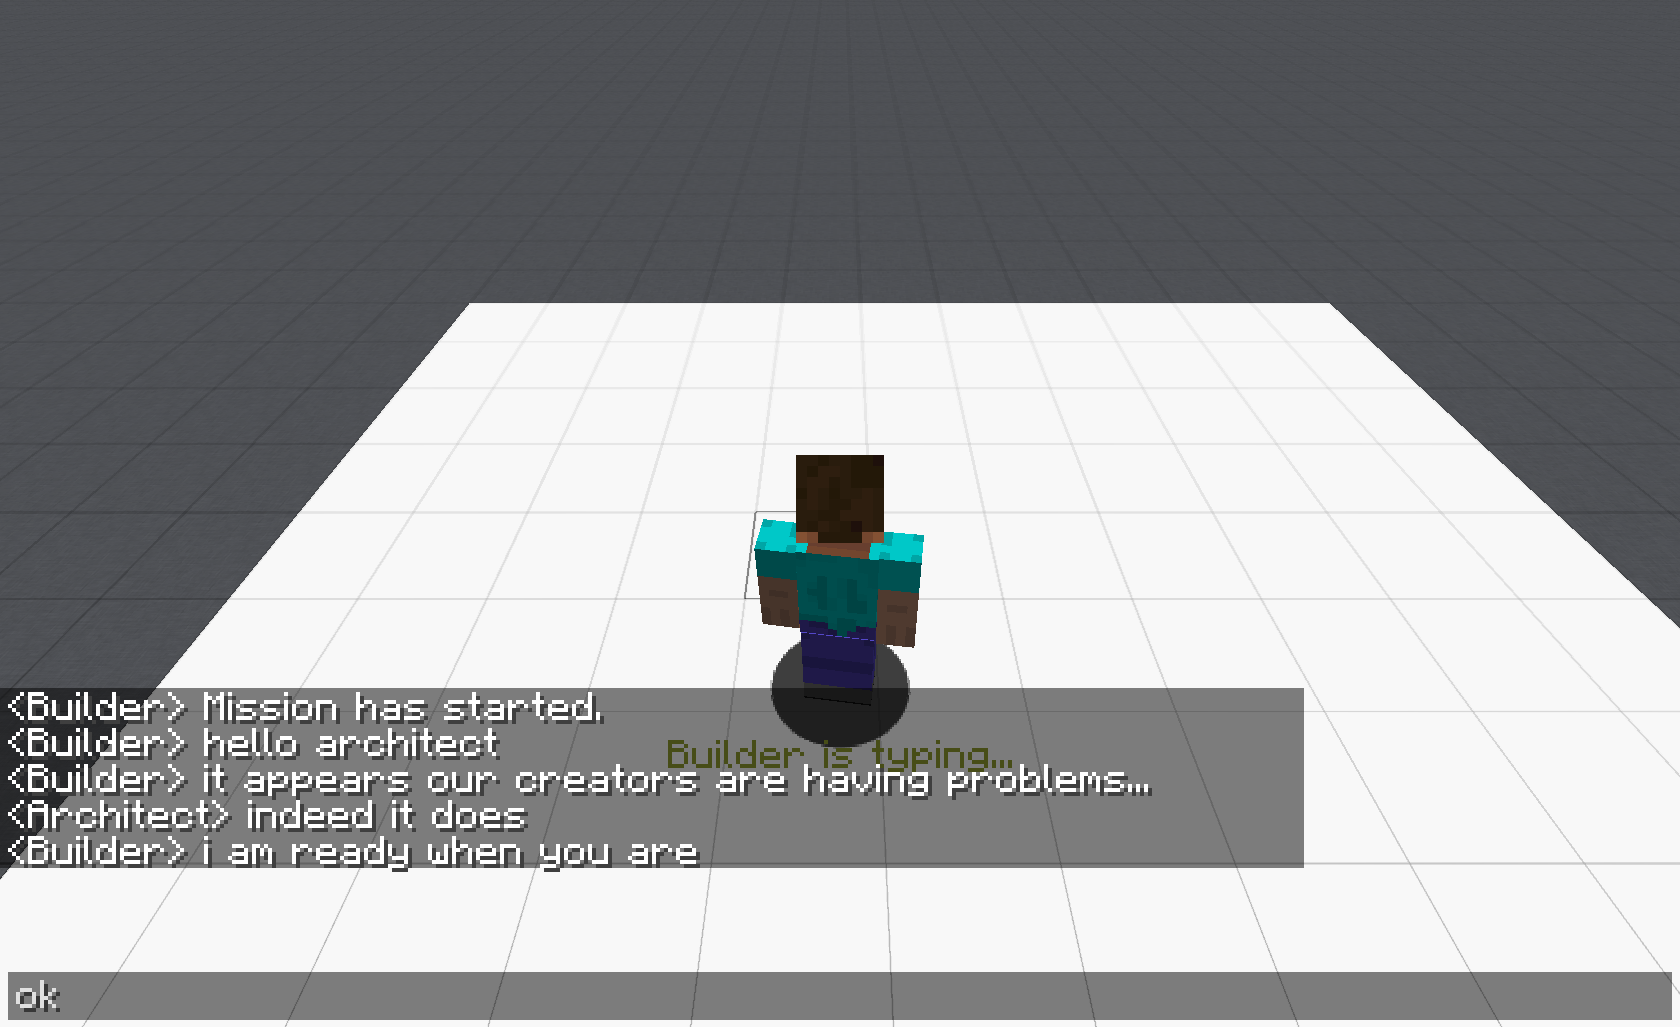 <Builder> Mission has started.
<Builder> hello architect
Builder is typing...
<Builder> it appears our creators are having problems...
<Architect> indeed it does
<Builder> i am ready when you are
ok